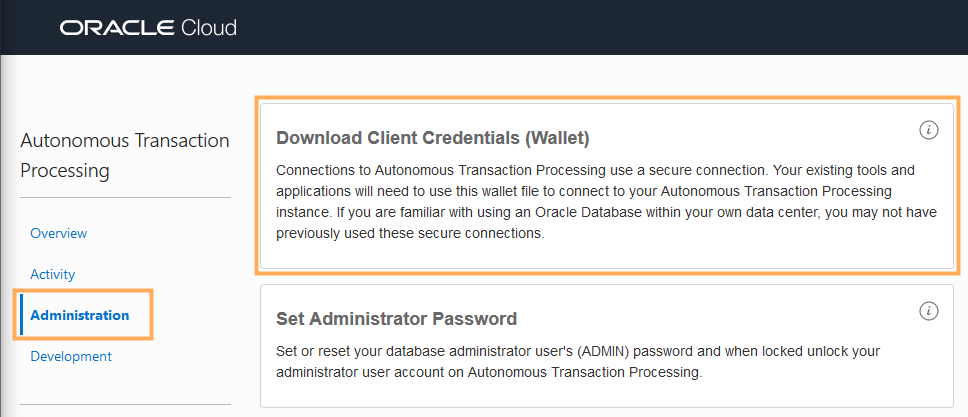 ORACLE Cloud
Autonomous Transaction
Processing
Overview
Activity
Administration
Development
Download Client Credentials (Wallet)
Connections to Autonomous Transaction Processing use a secure connection. Your existing tools and
applications will need to use this wallet file to connect to your Autonomous Transaction Processing
instance. If you are familiar with using an Oracle Database within your own data center, you may not have
previously used these secure connections.
Set Administrator Password
Set or reset your database administrator user's (ADMIN) password and when locked unlock your
administrator user account on Autonomous Transaction Processing.